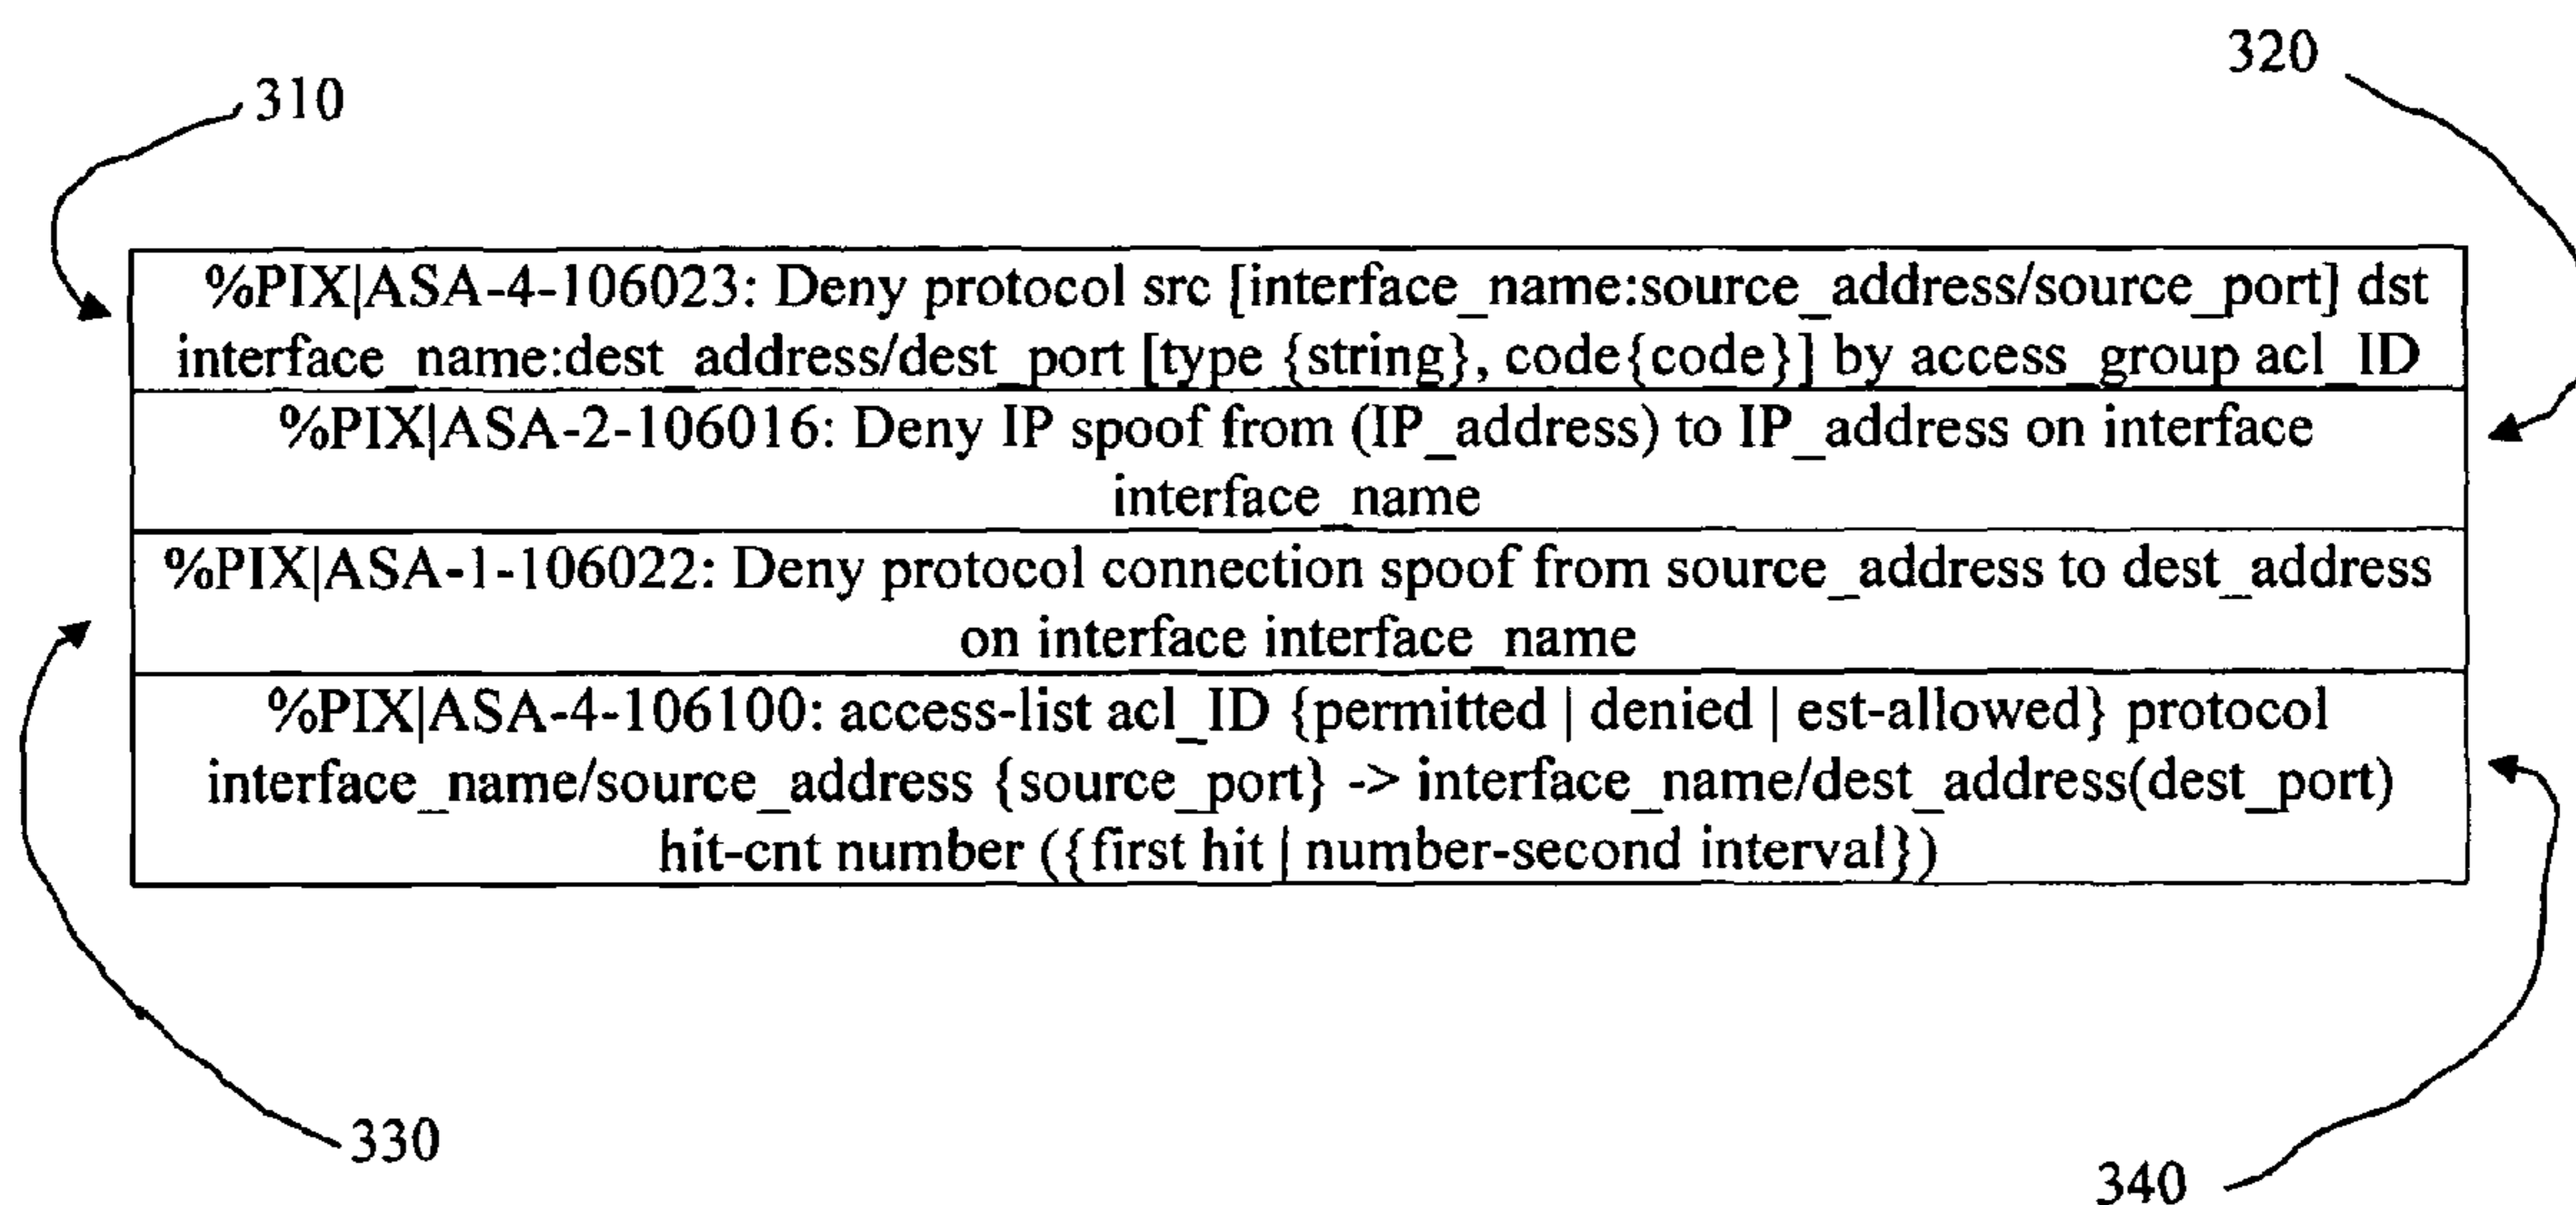 310
320
%PIX|ASA-4-106023: Deny protocol src [interface_name:source_address/source_port] dst
interface_name:dest_address/dest_port [type {string}, code{code}] by access_group acl_ID
%PIX|ASA-2-106016: Deny IP spoof from (IP_address) to IP_address on interface
interface_name
%PIX|ASA-1-106022: Deny protocol connection spoof from source_address to dest_address
on interface interface_name
%PIX|ASA-4-106100: access-list acl_ID {permitted | denied | est-allowed} protocol
interface_name/source_address {source_port} -> interface_name/dest_address(dest_port)
hit-cnt number ({first hit | number-second interval})
330
340